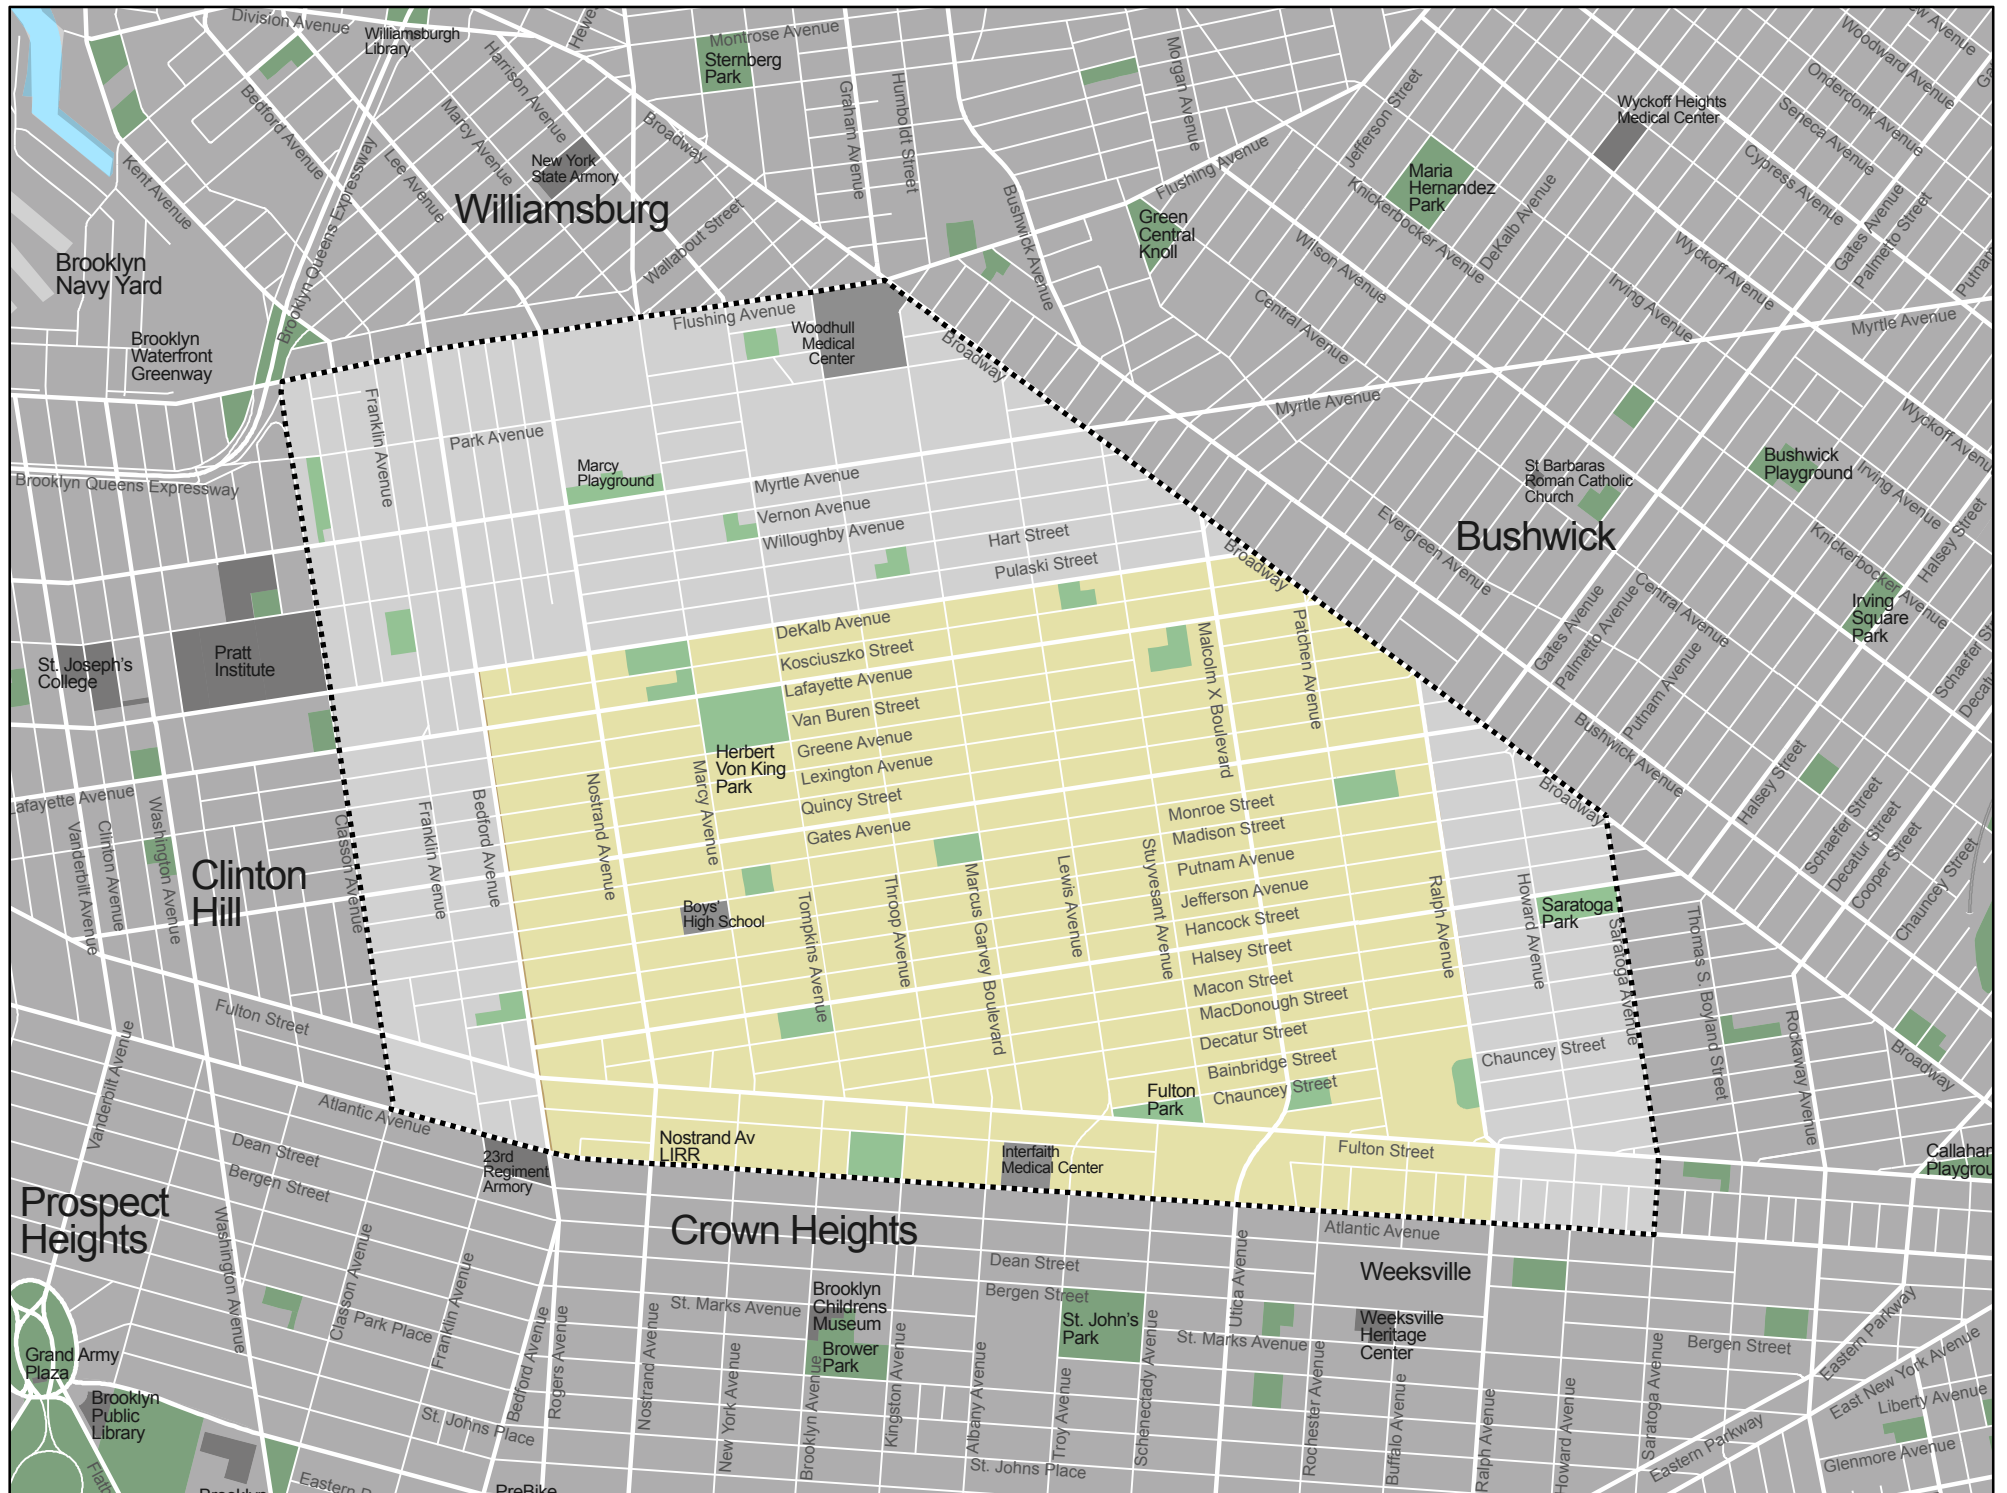 Division Avenue
Williamsburgh
Library
Hewe
Harrison Avenue
Montrose Avenue
Sternberg
Park
Graham Avenue
Humboldt Street
Morgan Avenue
Jefferson Street
Woodward Avenue
Onderdonk Avenue
Seneca Avenue
Wyckoff Heights
Medical Center
Cypress Avenue
Bedford Avenue
Marcy Avenue
Lee Avenue
Broadway
New York
State Armory
Williamsburg
Kent Avenue
Brooklyn Queens Expressway
Wallabout Street
Bushwick Avenue
Flushing Avenue
Green
Central
Knoll
Maria
Hernandez
Park
Knickerbocker Avenue
DeKalb Avenue
Wilson Avenue
Central Avenue
Irving Avenue
Wyckoff Avenue
Gates Avenue
Palmetto Street
Putnam
Brooklyn
Navy Yard
Brooklyn
Waterfront
Greenway
Flushing Avenue
Woodhull
Medical
Center
Broadway
Myrtle Avenue
Myrtle Avenue
Franklin Avenue
Park Avenue
Marcy
Playground
Myrtle Avenue
Vernon Avenue
Willoughby Avenue
Hart Street
Pulaski Street
Brooklyn Queens Expressway
St Barbaras
Roman Catholic
Church
Bushwick
Bushwick
Playground
Irving Avenue
Wyckoff Avenu
Halsey Street
Knickerbocker Avenue
Irving
Square
Park
Evergreen Avenue
Central Avenue
Gates Avenue
Palmetto Avenue
Putnam Avenue
Schaefer St
Decatu
Broadway
DeKalb Avenue
Kosciuszko Street
Lafayette Avenue
Van Buren Street
Greene Avenue
Lexington Avenue
Quincy Street
Gates Avenue
Malcolm X Boulevard
Patchen Avenue
St. Joseph's
College
Pratt
Institute
Herbert
Von King
Park
Nostrand Avenue
Marcy Avenue
Bedford Avenue
Franklin Avenue
Classon Avenue
afayette Avenue
Vanderbilt Avenue
Clinton Avenue
Washington Avenue
Clinton
Hill
Monroe Street
Madison Street
Putnam Avenue
Jefferson Avenue
Hancock Street
Halsey Street
Macon Street
MacDonough Street
Decatur Street
Bainbridge Street
Chauncey Street
Bushwick Avenue
Broadway
Halsey Street
Schaefer Street
Decatur Street
Cooper Street
Chauncey Street
Boys'
High School
Tompkins Avenue
Throop Avenue
Marcus Garvey Boulevard
Lewis Avenue
Stuyvesant Avenue
Ralph Avenue
Howard Avenue
Saratoga
Park
Saratoga Avenue
Thomas S. Boyland Street
Rockaway Avenue
Broadway
Chauncey Street
Fulton Street
Fulton
Park
Vanderbilt Avenue
Atlantic Avenue
Dean Street
Bergen Street
23rd
Regiment
Armory
Nostrand Av
LIRR
Interfaith
Medical Center
Fulton Street
Callahan
Playgrou
Prospect
Heights
Washington Avenue
Crown Heights
Atlantic Avenue
Dean Street
Bergen Street
Utica Avenue
Weeksville
Weeksville
Heritage
Center
Classon Avenue
Park Place
Franklin Avenue
Bedford Avenue
Rogers Avenue
Nostrand Avenue
St. Marks Avenue
New York Avenue
Brooklyn
Childrens
Museum
Brower
Park
Brooklyn Avenue
Kingston Avenue
Albany Avenue
St. John's
Park
Troy Avenue
Schenectady Avenue
St. Marks Avenue
Rochester Avenue
Buffalo Avenue
Ralph Avenue
Howard Avenue
Saratoga Avenue
Bergen Street
Eastern Parkway
East New York Avenue
Liberty Avenue
Glenmore Avenue
Eastern Parkway
Grand Army
Plaza
Brooklyn
Public
Library
St. Johns Place
St. Johns Place
Flatb
Eastern P
Brooklyn
PreBike